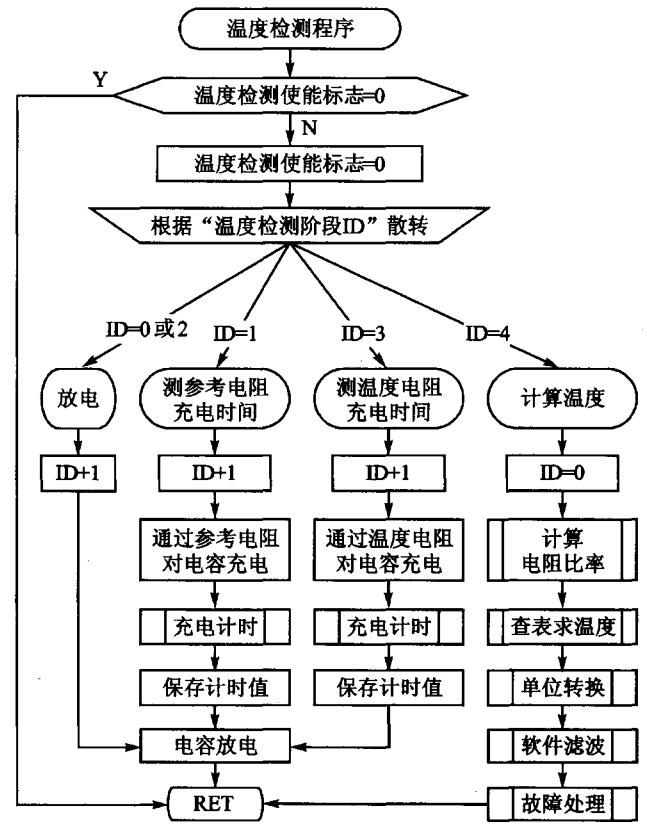 温度检测程序
Y
温度检测使能标志=0
N
温度检测使能标志=0
根据“温度检测阶段ID”散转
ID=0或2
ID=1
ID=3
ID=4
放电
测参考电阻
充电时间
测温度电阻
充电时间
计算温度
ID+1
ID+1
ID+1
ID=0
通过参考电阻
对电容充电
通过温度电阻
对电容充电
计算
电阻比率
充电计时
充电计时
查表求温度
保存计时值
保存计时值
单位转换
电容放电
软件滤波
RET
故障处理